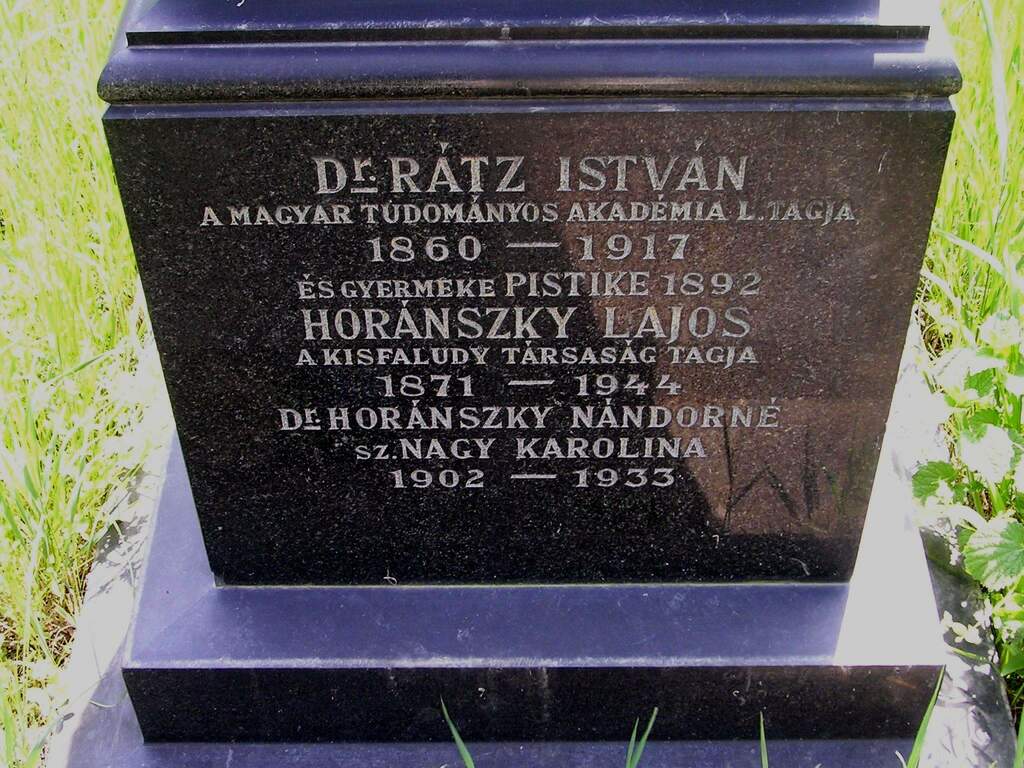 Dr. RÁTZ ISTVÁN
A MAGYAR TUDOMÁNYOS AKADÉMIA L. TAGJA
1860 — 1917
ÉS GYERMEKE PISTIKE 1892
HORÁNSZKY LAJOS
A KISFALUDY TÁRSASÁG TAGJA
1871 — 1944
Dr. HORÁNSZKY NÁNDORNÉ
SZ. NAGY KAROLINA
1902 — 1933